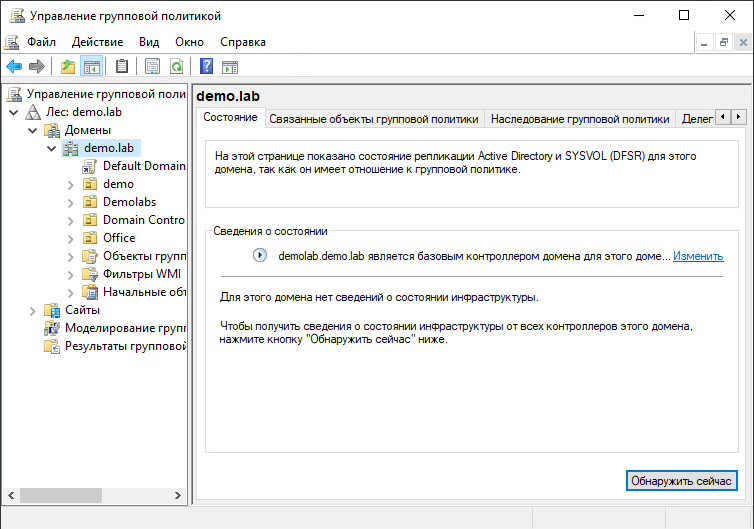 Управление групповой политикой
Файл Действие Вид Окно Справка
Управление групповой поли
Лес: demo.lab
Домены
demo.lab
Default Domain
demo
Demolabs
Domain Contro
Office
Объекты групп
Фильтры WMI
Начальные об
Сайты
Моделирование групп
Результаты групповой
demo.lab
Состояние Связанные объекты групповой политики Наследование групповой политики Делег
На этой странице показано состояние репликации Active Directory и SYSVOL (DFSR) для этого
домена, так как он имеет отношение к групповой политике.
Сведения о состоянии
demolab.demo.lab является базовым контроллером домена для этого доме... Изменить
Для этого домена нет сведений о состоянии инфраструктуры.
Чтобы получить сведения о состоянии инфраструктуры от всех контроллеров этого домена,
нажмите кнопку "Обнаружить сейчас" ниже.
Обнаружить сейчас